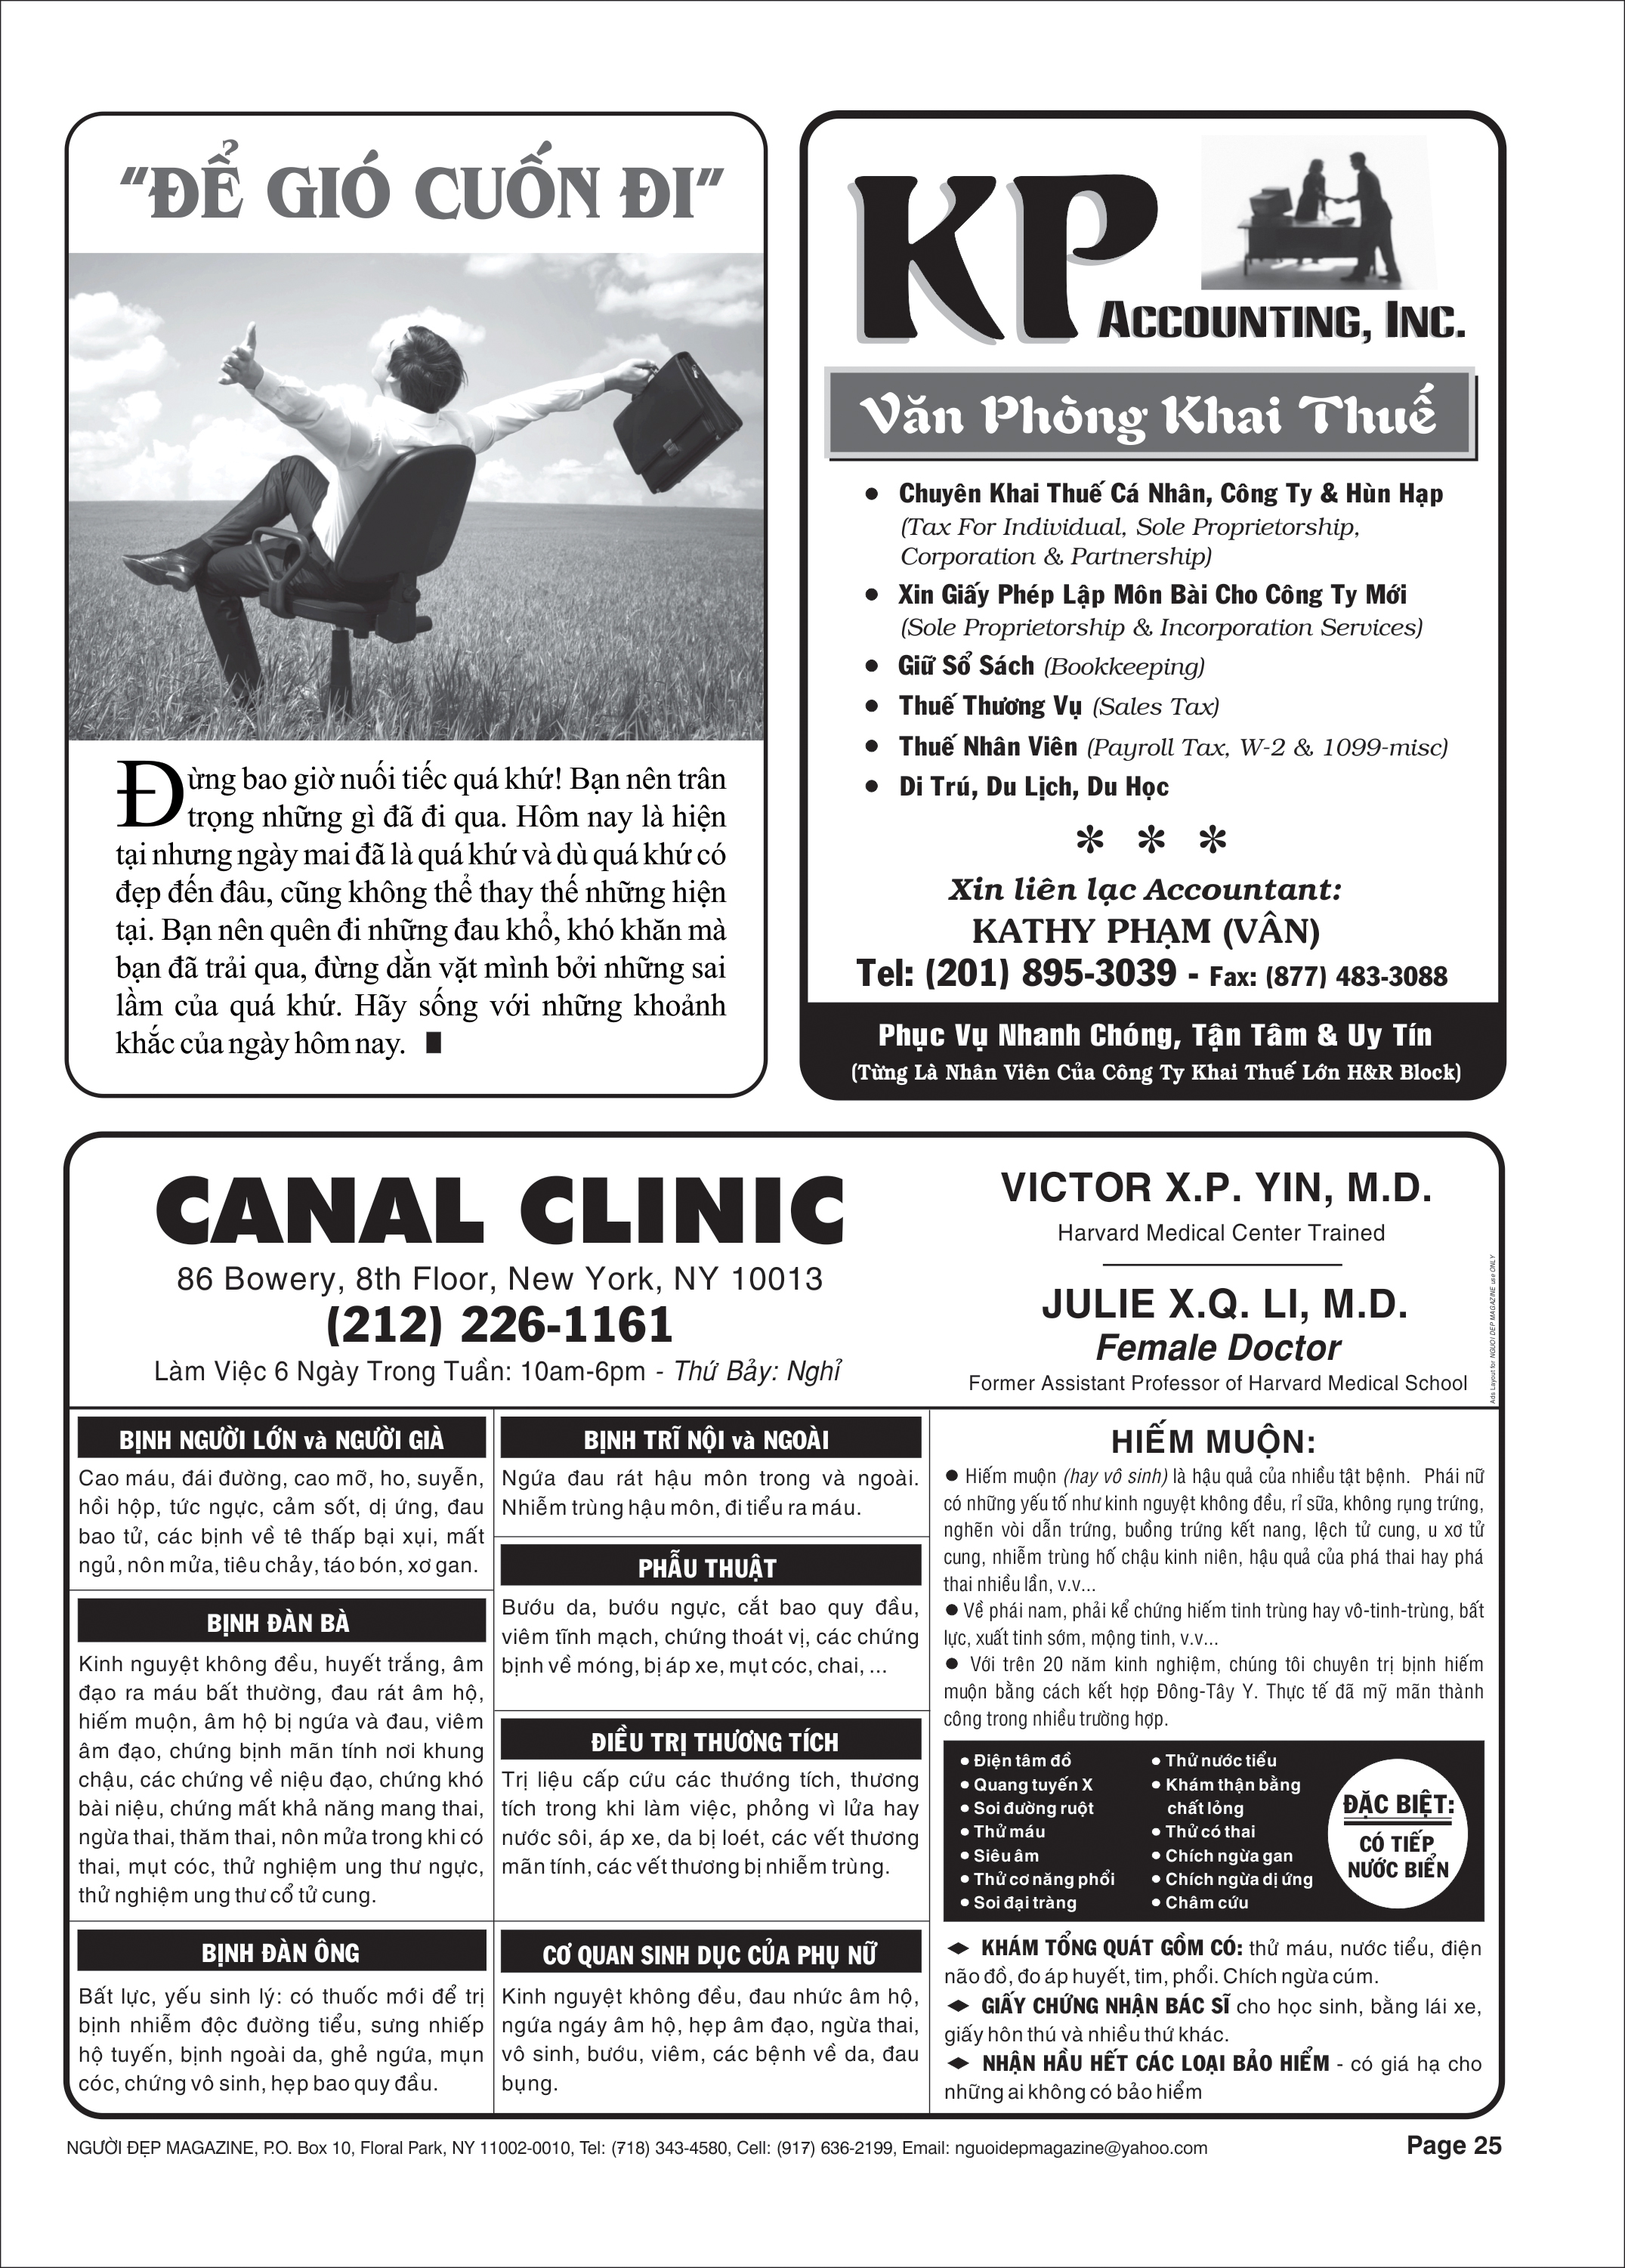 "ĐỂ GIÓ CUỐN ĐI"
Đừng bao giờ nuối tiếc quá khứ! Bạn nên trân
trọng những gì đã đi qua. Hôm nay là hiện
tại nhưng ngày mai đã là quá khứ và dù quá khứ có
đẹp đến đâu, cũng không thể thay thế những hiện
tại. Bạn nên quên đi những đau khổ, khó khăn mà
bạn đã trải qua, đừng dằn vặt mình bởi những sai
lầm của quá khứ. Hãy sống với những khoảnh
khắc của ngày hôm nay.
KP
ACCOUNTING, INC.
Văn Phòng Khai Thuế
• Chuyên Khai Thuế Cá Nhân, Công Ty & Hùn Hạp
(Tax For Individual, Sole Proprietorship,
Corporation & Partnership)
• Xin Giấy Phép Lập Môn Bài Cho Công Ty Mới
(Sole Proprietorship & Incorporation Services)
• Giữ Sổ Sách (Bookkeeping)
• Thuế Thương Vụ (Sales Tax)
• Thuế Nhân Viên (Payroll Tax, W-2 & 1099-misc)
• Di Trú, Du Lịch, Du Học
* * *
Xin liên lạc Accountant:
KATHY PHẠM (VÂN)
Tel: (201) 895-3039 - Fax: (877) 483-3088
Phục Vụ Nhanh Chóng, Tận Tâm & Uy Tín
(Từng Là Nhân Viên Của Công Ty Khai Thuế Lớn H&R Block)
CANAL CLINIC
86 Bowery, 8th Floor, New York, NY 10013
(212) 226-1161
Làm Việc 6 Ngày Trong Tuần: 10am-6pm - Thứ Bảy: Nghỉ
VICTOR X.P. YIN, M.D.
Harvard Medical Center Trained
JULIE X.Q. LI, M.D.
Female Doctor
Former Assistant Professor of Harvard Medical School
Ads Layout for NGUOI DEP MAGAZINE use ONLY
BỊNH NGƯỜI LỚN và NGƯỜI GIÀ
Cao máu, đái đường, cao mỡ, ho, suyễn,
hồi hộp, tức ngực, cảm sốt, dị ứng, đau
bao tử, các bịnh về tê thấp bại xụi, mất
ngủ, nôn mửa, tiêu chảy, táo bón, xơ gan.
BỊNH ĐÀN BÀ
Kinh nguyệt không đều, huyết trắng, âm
đạo ra máu bất thường, đau rát âm hộ,
hiếm muộn, âm hộ bị ngứa và đau, viêm
âm đạo, chứng bịnh mãn tính nơi khung
chậu, các chứng về niệu đạo, chứng khó
bài niệu, chứng mất khả năng mang thai,
ngừa thai, thăm thai, nôn mửa trong khi có
thai, mụt cóc, thử nghiệm ung thư ngực,
thử nghiệm ung thư cổ tử cung.
BỊNH ĐÀN ÔNG
Bất lực, yếu sinh lý: có thuốc mới để trị
bịnh nhiễm độc đường tiểu, sưng nhiếp
hộ tuyến, bịnh ngoài da, ghẻ ngứa, mụn
cóc, chứng vô sinh, hẹp bao quy đầu.
BỊNH TRĨ NỘI và NGOÀI
Ngứa đau rát hậu môn trong và ngoài.
Nhiễm trùng hậu môn, đi tiểu ra máu.
PHẪU THUẬT
Bướu da, bướu ngực, cắt bao quy đầu,
viêm tĩnh mạch, chứng thoát vị, các chứng
bịnh về móng, bị áp xe, mụt cóc, chai, ...
ĐIỀU TRỊ THƯƠNG TÍCH
Trị liệu cấp cứu các thướng tích, thương
tích trong khi làm việc, phỏng vì lửa hay
nước sôi, áp xe, da bị loét, các vết thương
mãn tính, các vết thương bị nhiễm trùng.
CƠ QUAN SINH DỤC CỦA PHỤ NỮ
Kinh nguyệt không đều, đau nhức âm hộ,
ngứa ngáy âm hộ, hẹp âm đạo, ngừa thai,
vô sinh, bướu, viêm, các bệnh về da, đau
bụng.
HIẾM MUỘN:
● Hiếm muộn (hay vô sinh) là hậu quả của nhiều tật bệnh. Phái nữ
có những yếu tố như kinh nguyệt không đều, rỉ sữa, không rụng trứng,
nghẽn vòi dẫn trứng, buồng trứng kết nang, lệch tử cung, u xơ tử
cung, nhiễm trùng hố chậu kinh niên, hậu quả của phá thai hay phá
thai nhiều lần, v.v...
● Về phái nam, phải kể chứng hiếm tinh trùng hay vô-tinh-trùng, bất
lực, xuất tinh sớm, mộng tinh, v.v...
● Với trên 20 năm kinh nghiệm, chúng tôi chuyên trị bịnh hiếm
muộn bằng cách kết hợp Đông-Tây Y. Thực tế đã mỹ mãn thành
công trong nhiều trường hợp.
● Điện tâm đồ
● Quang tuyến X
● Soi đường ruột
● Thử máu
● Siêu âm
● Thử cơ năng phổi
● Soi đại tràng
● Thử nước tiểu
● Khám thận bằng
chất lỏng
● Thử có thai
● Chích ngừa gan
● Chích ngừa dị ứng
● Châm cứu
ĐẶC BIỆT:
CÓ TIẾP
NƯỚC BIỂN
◆ KHÁM TỔNG QUÁT GỒM CÓ: thử máu, nước tiểu, điện
não đồ, đo áp huyết, tim, phổi. Chích ngừa cúm.
◆ GIẤY CHỨNG NHẬN BÁC SĨ cho học sinh, bằng lái xe,
giấy hôn thú và nhiều thứ khác.
◆ NHẬN HẦU HẾT CÁC LOẠI BẢO HIỂM - có giá hạ cho
những ai không có bảo hiểm
NGƯỜI ĐẸP MAGAZINE, P.O. Box 10, Floral Park, NY 11002-0010, Tel: (718) 343-4580, Cell: (917) 636-2199, Email: nguoidepmagazine@yahoo.com
Page 25